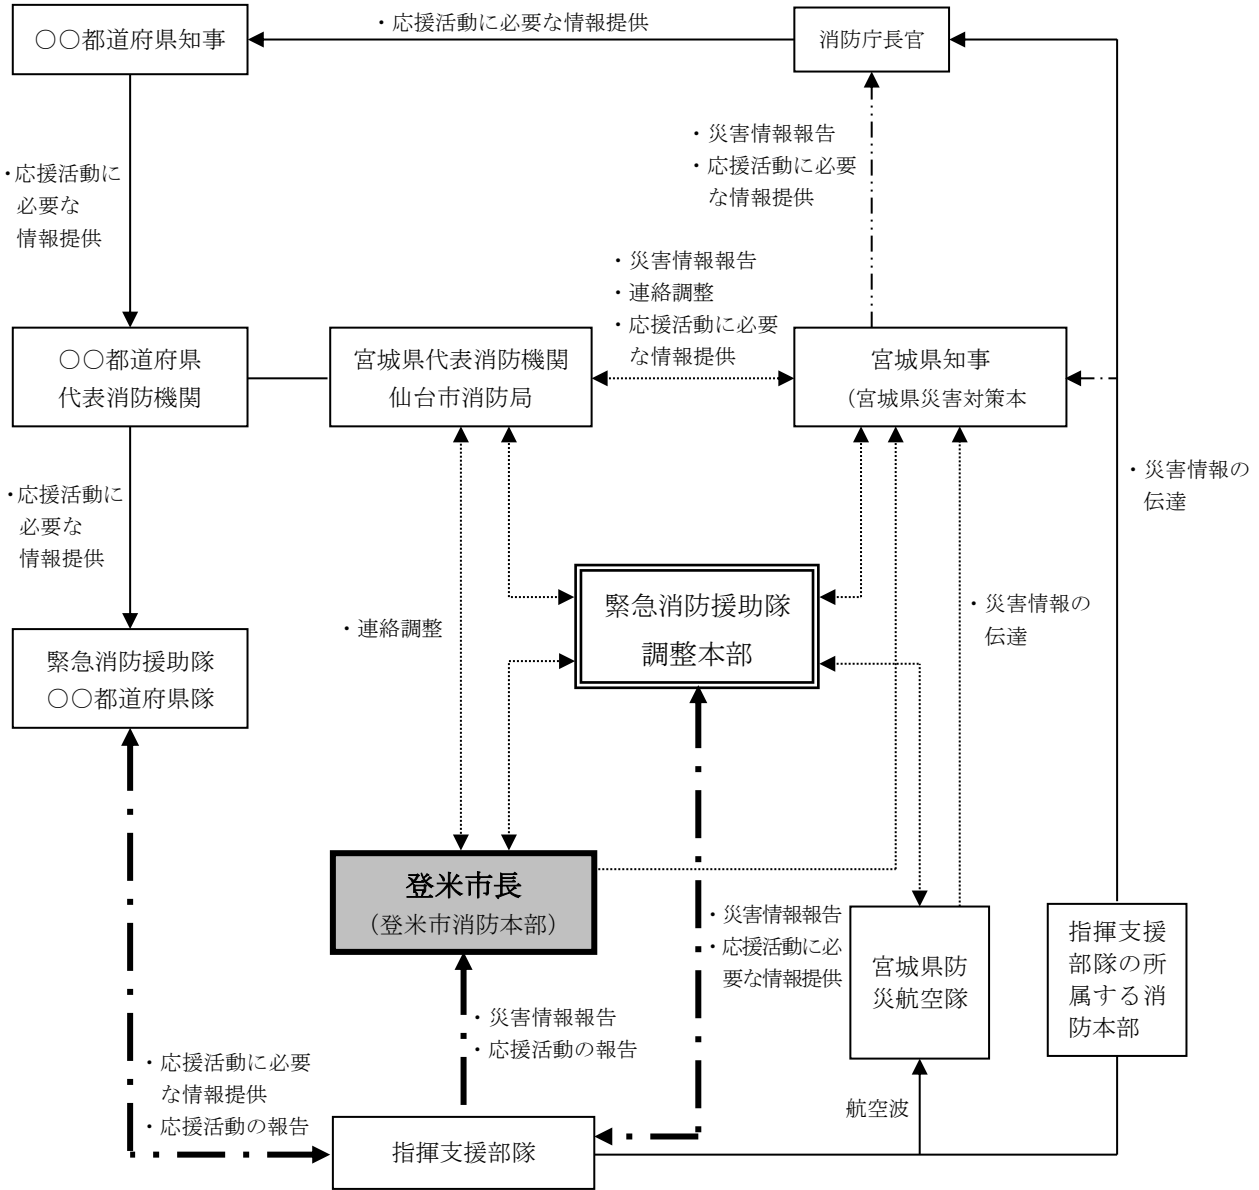 ・応援活動に必要な情報提供
〇〇都道府県知事
消防庁長官
・災害情報報告
・応援活動に必要
な情報提供
・応援活動に
必要な
情報提供
・災害情報報告
・連絡調整
・応援活動に必要
な情報提供
〇〇都道府県
代表消防機関
宮城県代表消防機関
仙台市消防局
宮城県知事
（宮城県災害対策本
・災害情報の
伝達
・応援活動に
必要な
情報提供
緊急消防援助隊
調整本部
・災害情報の
伝達
・連絡調整
緊急消防援助隊
〇〇都道府県隊
登米市長
（登米市消防本部）
・災害情報報告
・応援活動に必
要な情報提供
宮城県防
災航空隊
指揮支援
部隊の所
属する消
防本部
・災害情報報告
・応援活動の報告
・応援活動に必要
な情報提供
・応援活動の報告
航空波
指揮支援部隊